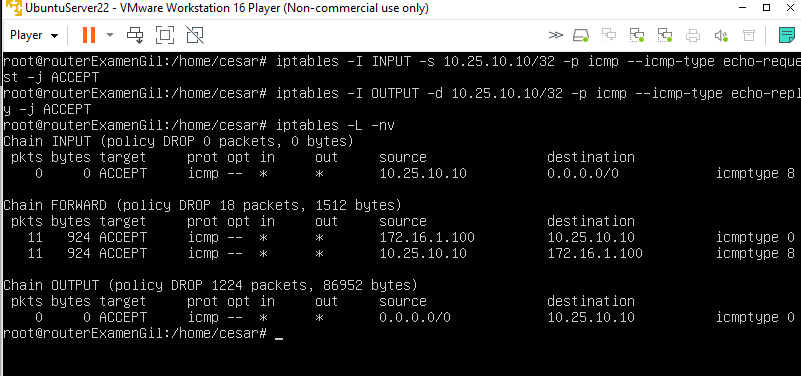 UbuntuServer22 - VMware Workstation 16 Player (Non-commercial use only)
Player
root@routerExamenGil:/home/cesar# iptables -I INPUT -s 10.25.10.10/32 -p icmp --icmp-type echo-reque
st -j ACCEPT
root@routerExamenGil:/home/cesar# iptables -I OUTPUT -d 10.25.10.10/32 -p icmp --icmp-type echo-repl
y -j ACCEPT
root@routerExamenGil:/home/cesar# iptables -L -nv
Chain INPUT (policy DROP 0 packets, 0 bytes)
pkts bytes target prot opt in out source destination
0 0 ACCEPT icmp -- * * 10.25.10.10 0.0.0.0/0 icmptype 8
Chain FORWARD (policy DROP 18 packets, 1512 bytes)
pkts bytes target prot opt in out source destination
11 924 ACCEPT icmp -- * * 172.16.1.100 10.25.10.10 icmptype 0
11 924 ACCEPT icmp -- * * 10.25.10.10 172.16.1.100 icmptype 8
Chain OUTPUT (policy DROP 1224 packets, 86952 bytes)
pkts bytes target prot opt in out source destination
0 0 ACCEPT icmp -- * * 0.0.0.0/0 10.25.10.10 icmptype 0
root@routerExamenGil:/home/cesar# _